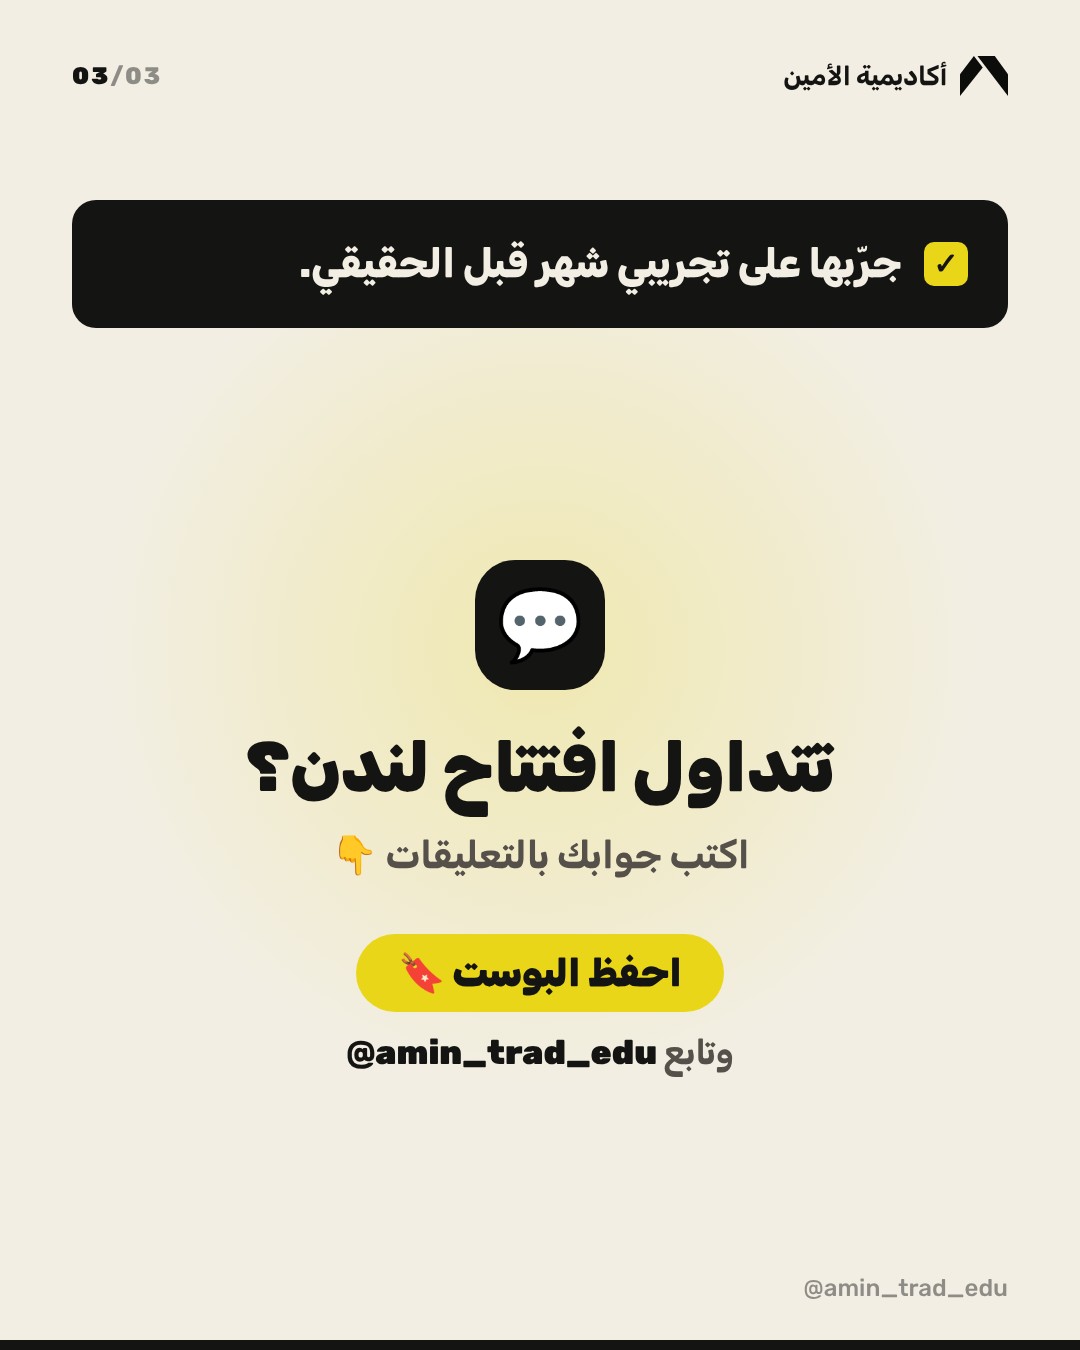 أكاديمية الأمين
03/03
✓ جرّبها على تجريبي شهر قبل الحقيقي.
تتداول افتتاح لندن؟
اكتب جوابك بالتعليقات 👇
احفظ البوست 🔖
وتابع @amin_trad_edu
@amin_trad_edu